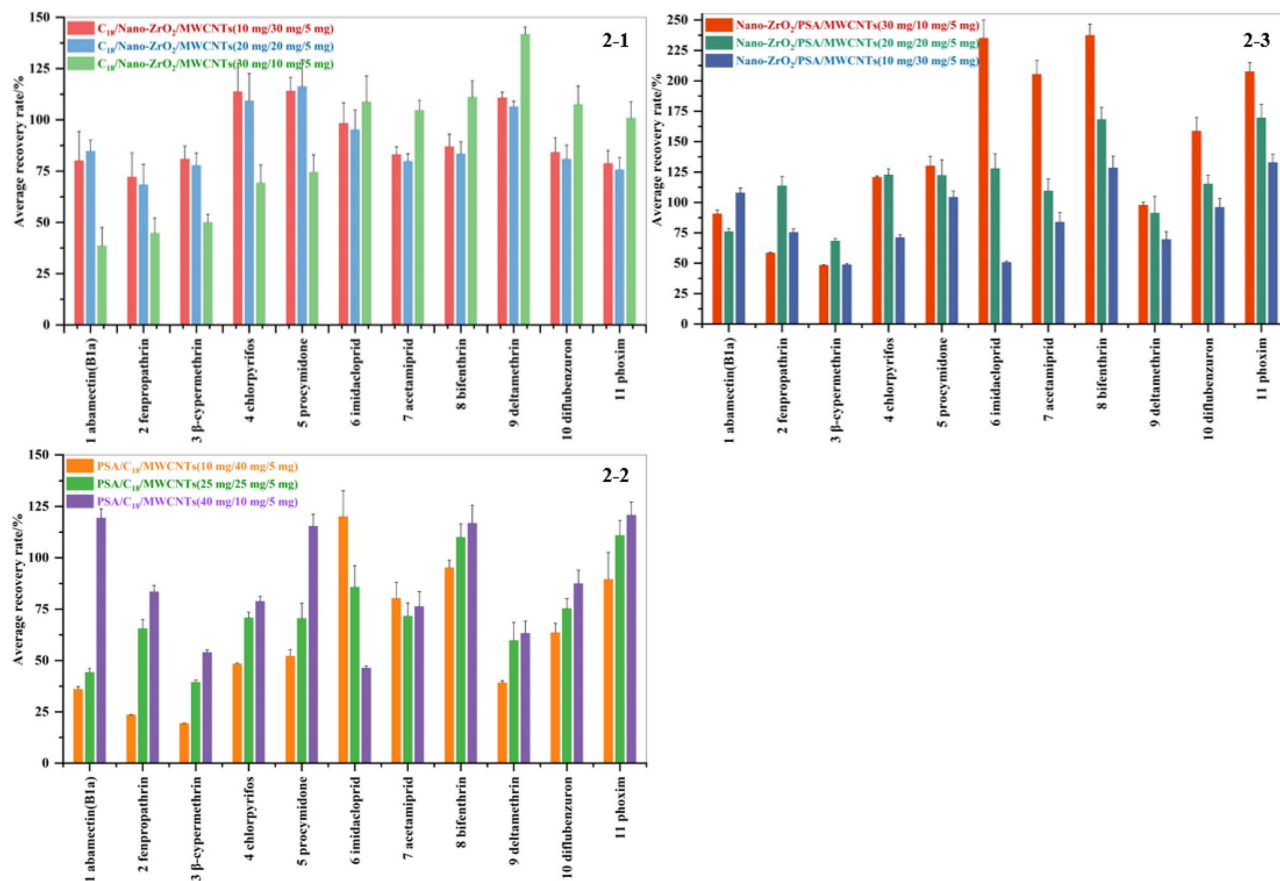 C₁₈/Nano-ZrO₂/MWCNTs(10 mg/30 mg/5 mg)
C₁₈/Nano-ZrO₂/MWCNTs(20 mg/20 mg/5 mg)
C₁₈/Nano-ZrO₂/MWCNTs(30 mg/10 mg/5 mg)
2-1
Average recovery rate/%
150
125
100
75
50
25
0
1 abamectin(B1a)
2 fenpropathrin
3 β-cypermethrin
4 chlorpyrifos
5 procymidone
6 imidacloprid
7 acetamiprid
8 bifenthrin
9 deltamethrin
10 diflubenzuron
11 phoxim
Nano-ZrO₂/PSA/MWCNTs(30 mg/10 mg/5 mg)
Nano-ZrO₂/PSA/MWCNTs(20 mg/20 mg/5 mg)
Nano-ZrO₂/PSA/MWCNTs(10 mg/30 mg/5 mg)
2-3
Average recovery rate/%
250
225
200
175
150
125
100
75
50
25
0
1 abamectin(B1a)
2 fenpropathrin
3 β-cypermethrin
4 chlorpyrifos
5 procymidone
6 imidacloprid
7 acetamiprid
8 bifenthrin
9 deltamethrin
10 diflubenzuron
11 phoxim
PSA/C₁₈/MWCNTs(10 mg/40 mg/5 mg)
PSA/C₁₈/MWCNTs(25 mg/25 mg/5 mg)
PSA/C₁₈/MWCNTs(40 mg/10 mg/5 mg)
2-2
Average recovery rate/%
150
125
100
75
50
25
0
1 abamectin(B1a)
2 fenpropathrin
3 β-cypermethrin
4 chlorpyrifos
5 procymidone
6 imidacloprid
7 acetamiprid
8 bifenthrin
9 deltamethrin
10 diflubenzuron
11 phoxim